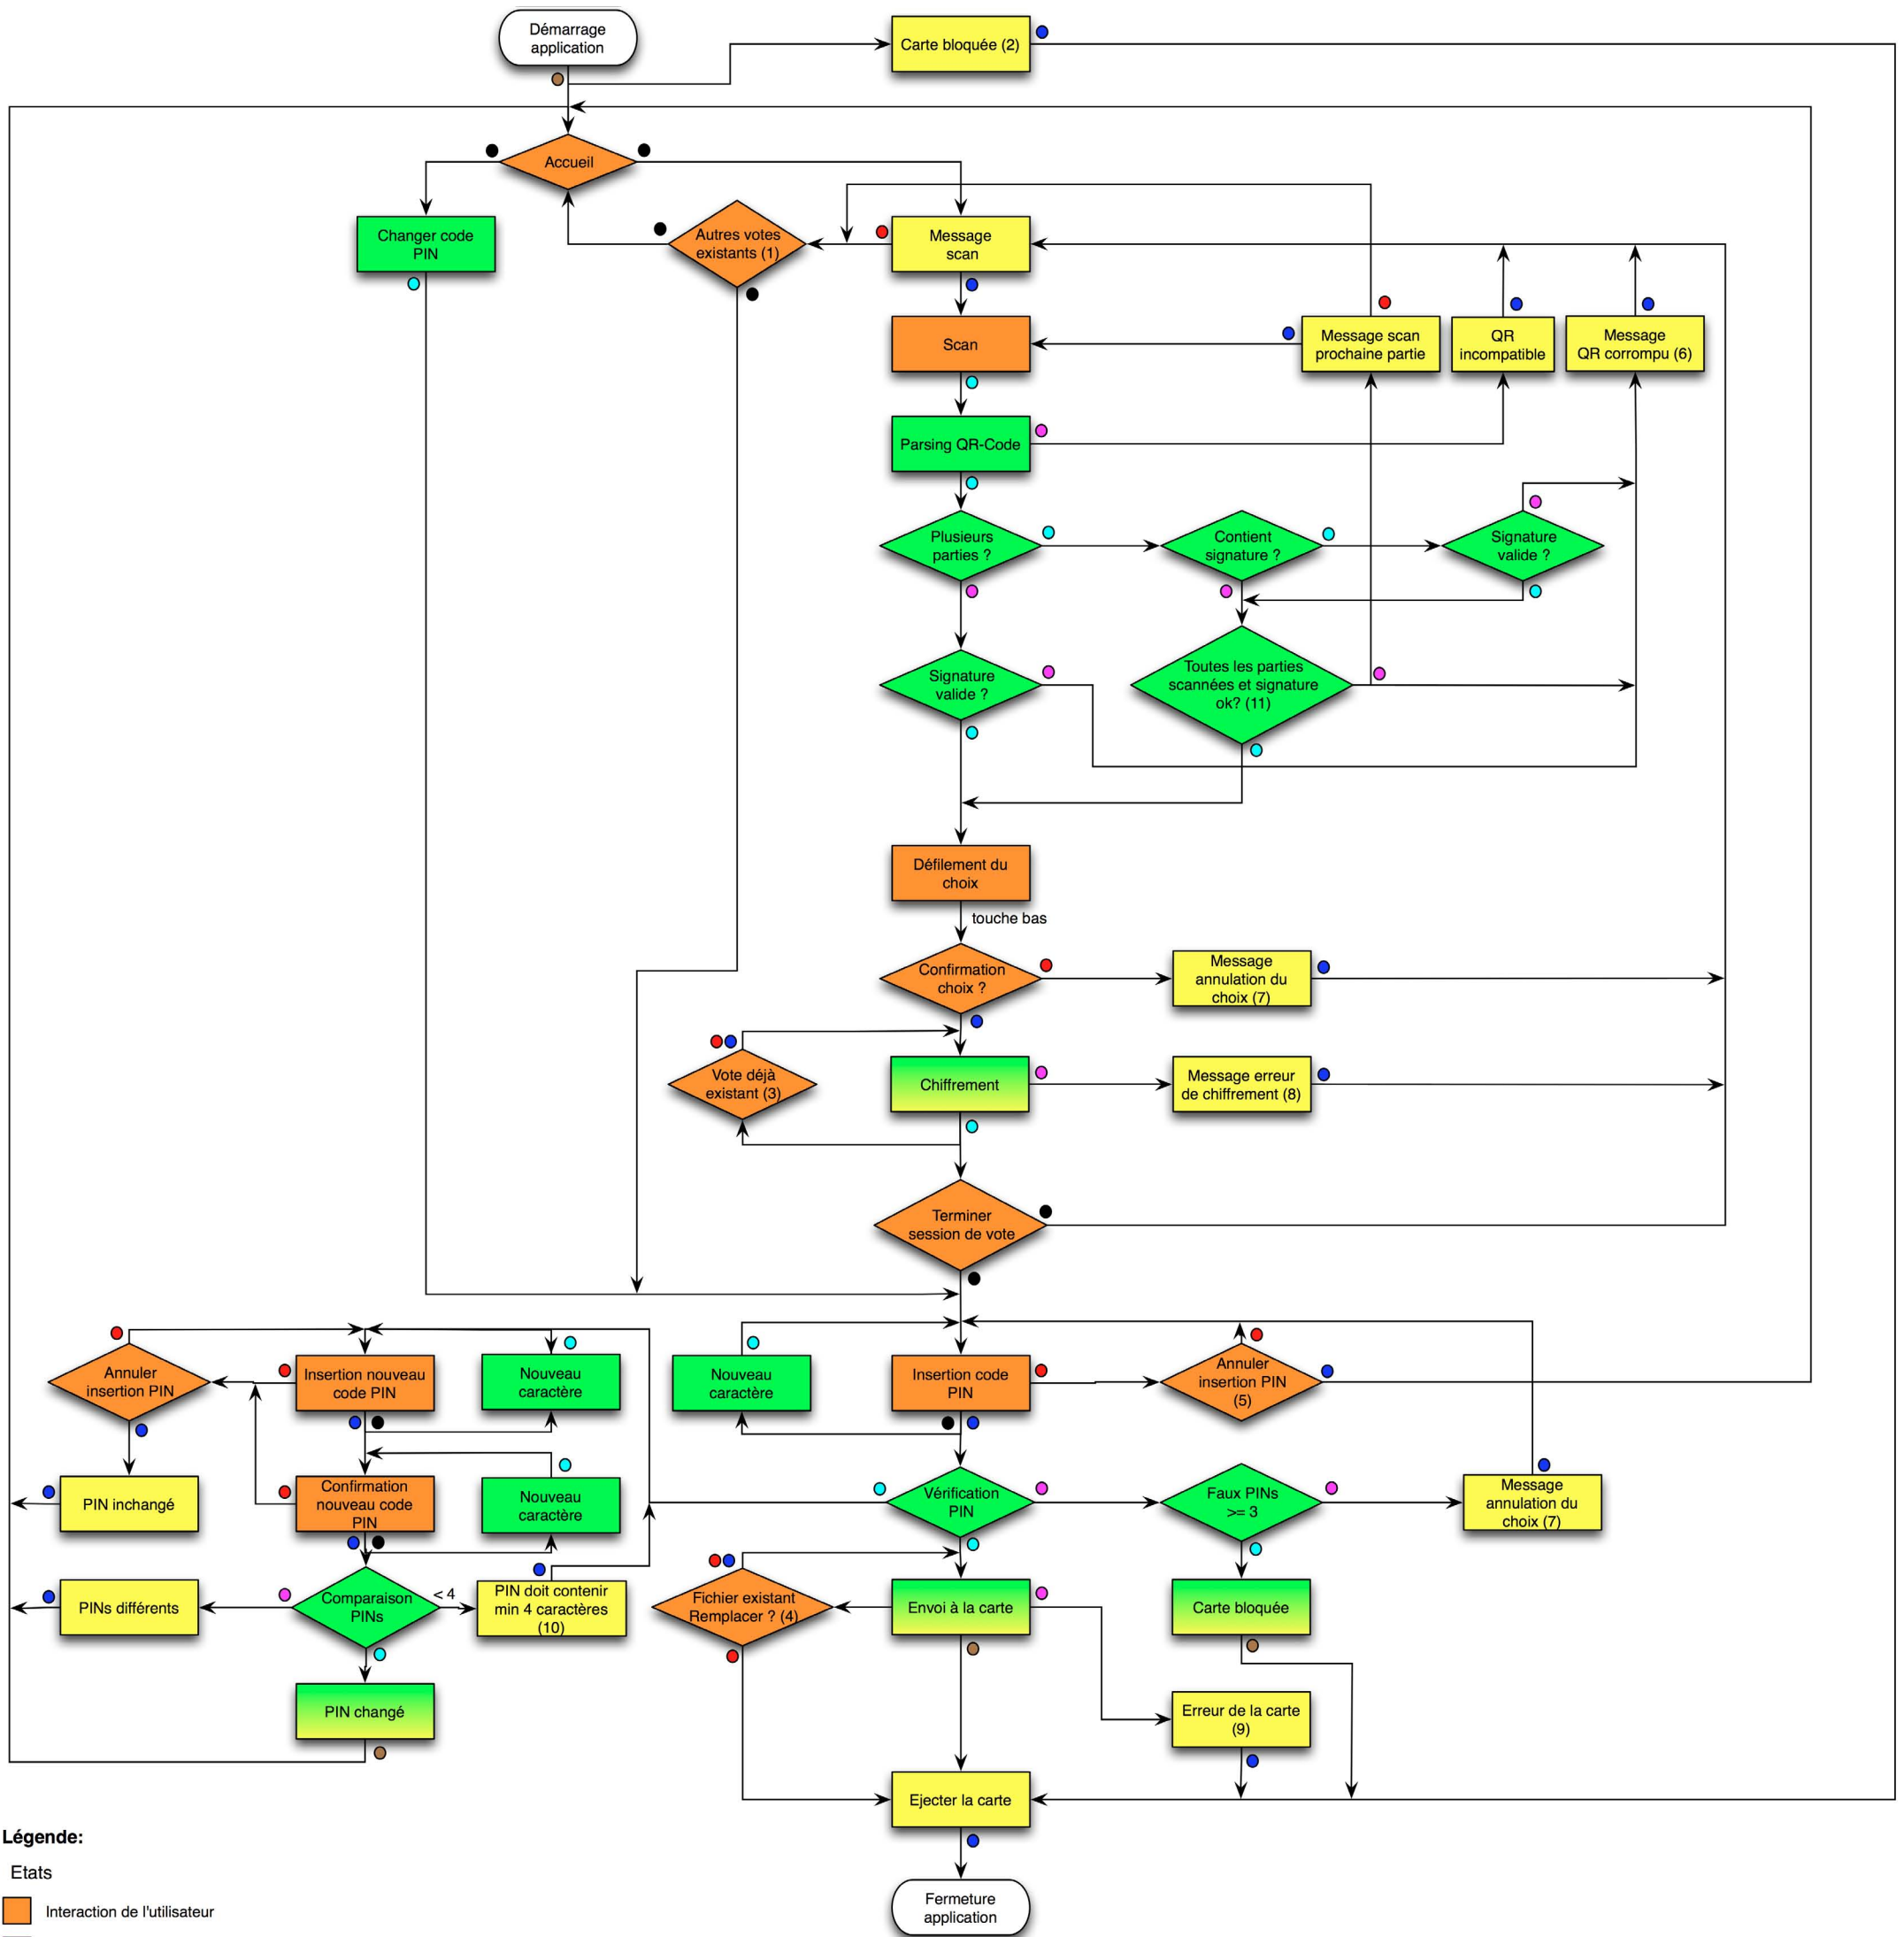 Démarrage
application
Carte bloquée (2)
Accueil
Changer code
PIN
Autres votes
existants (1)
Message
scan
Scan
Message scan
prochaine partie
QR
incompatible
Message
QR corrompu (6)
Parsing QR-Code
Plusieurs
parties ?
Contient
signature ?
Signature
valide ?
Signature
valide ?
Toutes les parties
scannées et signature
ok? (11)
Défilement du
choix
touche bas
Confirmation
choix ?
Message
annulation du
choix (7)
Vote déjà
existant (3)
Chiffrement
Message erreur
de chiffrement (8)
Terminer
session de vote
Annuler
insertion PIN
Insertion nouveau
code PIN
Nouveau
caractère
Nouveau
caractère
Insertion code
PIN
Annuler
insertion PIN
(5)
PIN inchangé
Confirmation
nouveau code
PIN
Nouveau
caractère
Vérification
PIN
Faux PINs
>= 3
Message
annulation du
choix (7)
PINs différents
Comparaison
PINs
< 4
PIN doit contenir
min 4 caractères
(10)
Fichier existant
Remplacer ? (4)
Envoi à la carte
Carte bloquée
PIN changé
Erreur de la carte
(9)
Ejecter la carte
Fermeture
application
Légende:
Etats
Interaction de l'utilisateur